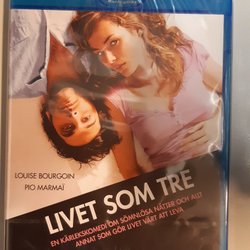 LOUISE BOURGOIN
PIO MARMAÏ
LIVET SOM TRE
EN KÄRLEKSKOMEDI OM SÖMNLÖSA NÄTTER OCH ALLT
ANNAT SOM GÖR LIVET VÄRT ATT LEVA